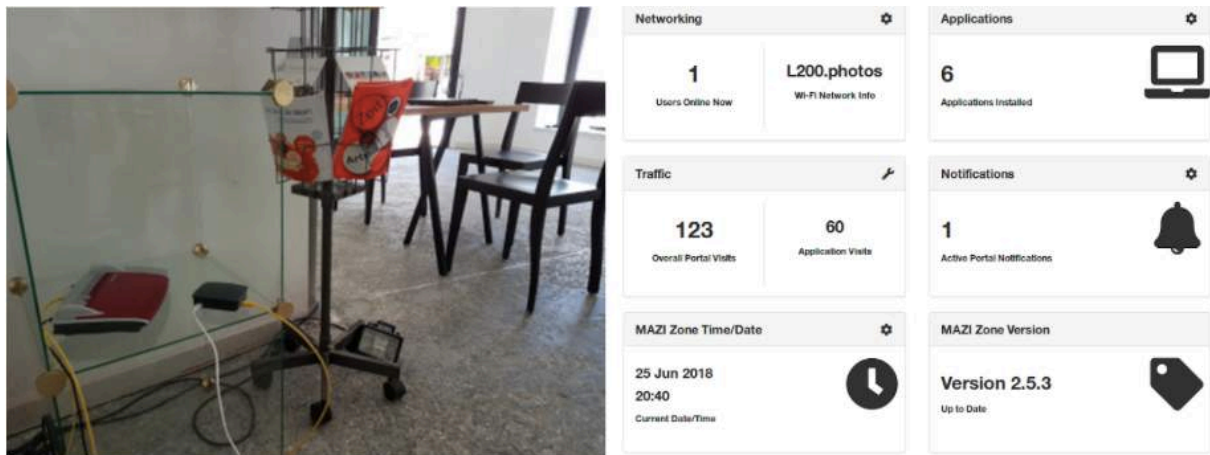 Networking
1
Users Online Now
L200.photos
Wi-Fi Network Info
Applications
6
Applications Installed
Traffic
123
Overall Portal Visits
60
Application Visits
Notifications
1
Active Portal Notifications
MAZI Zone Time/Date
25 Jun 2018
20:40
Current Date/Time
MAZI Zone Version
Version 2.5.3
Up to Date